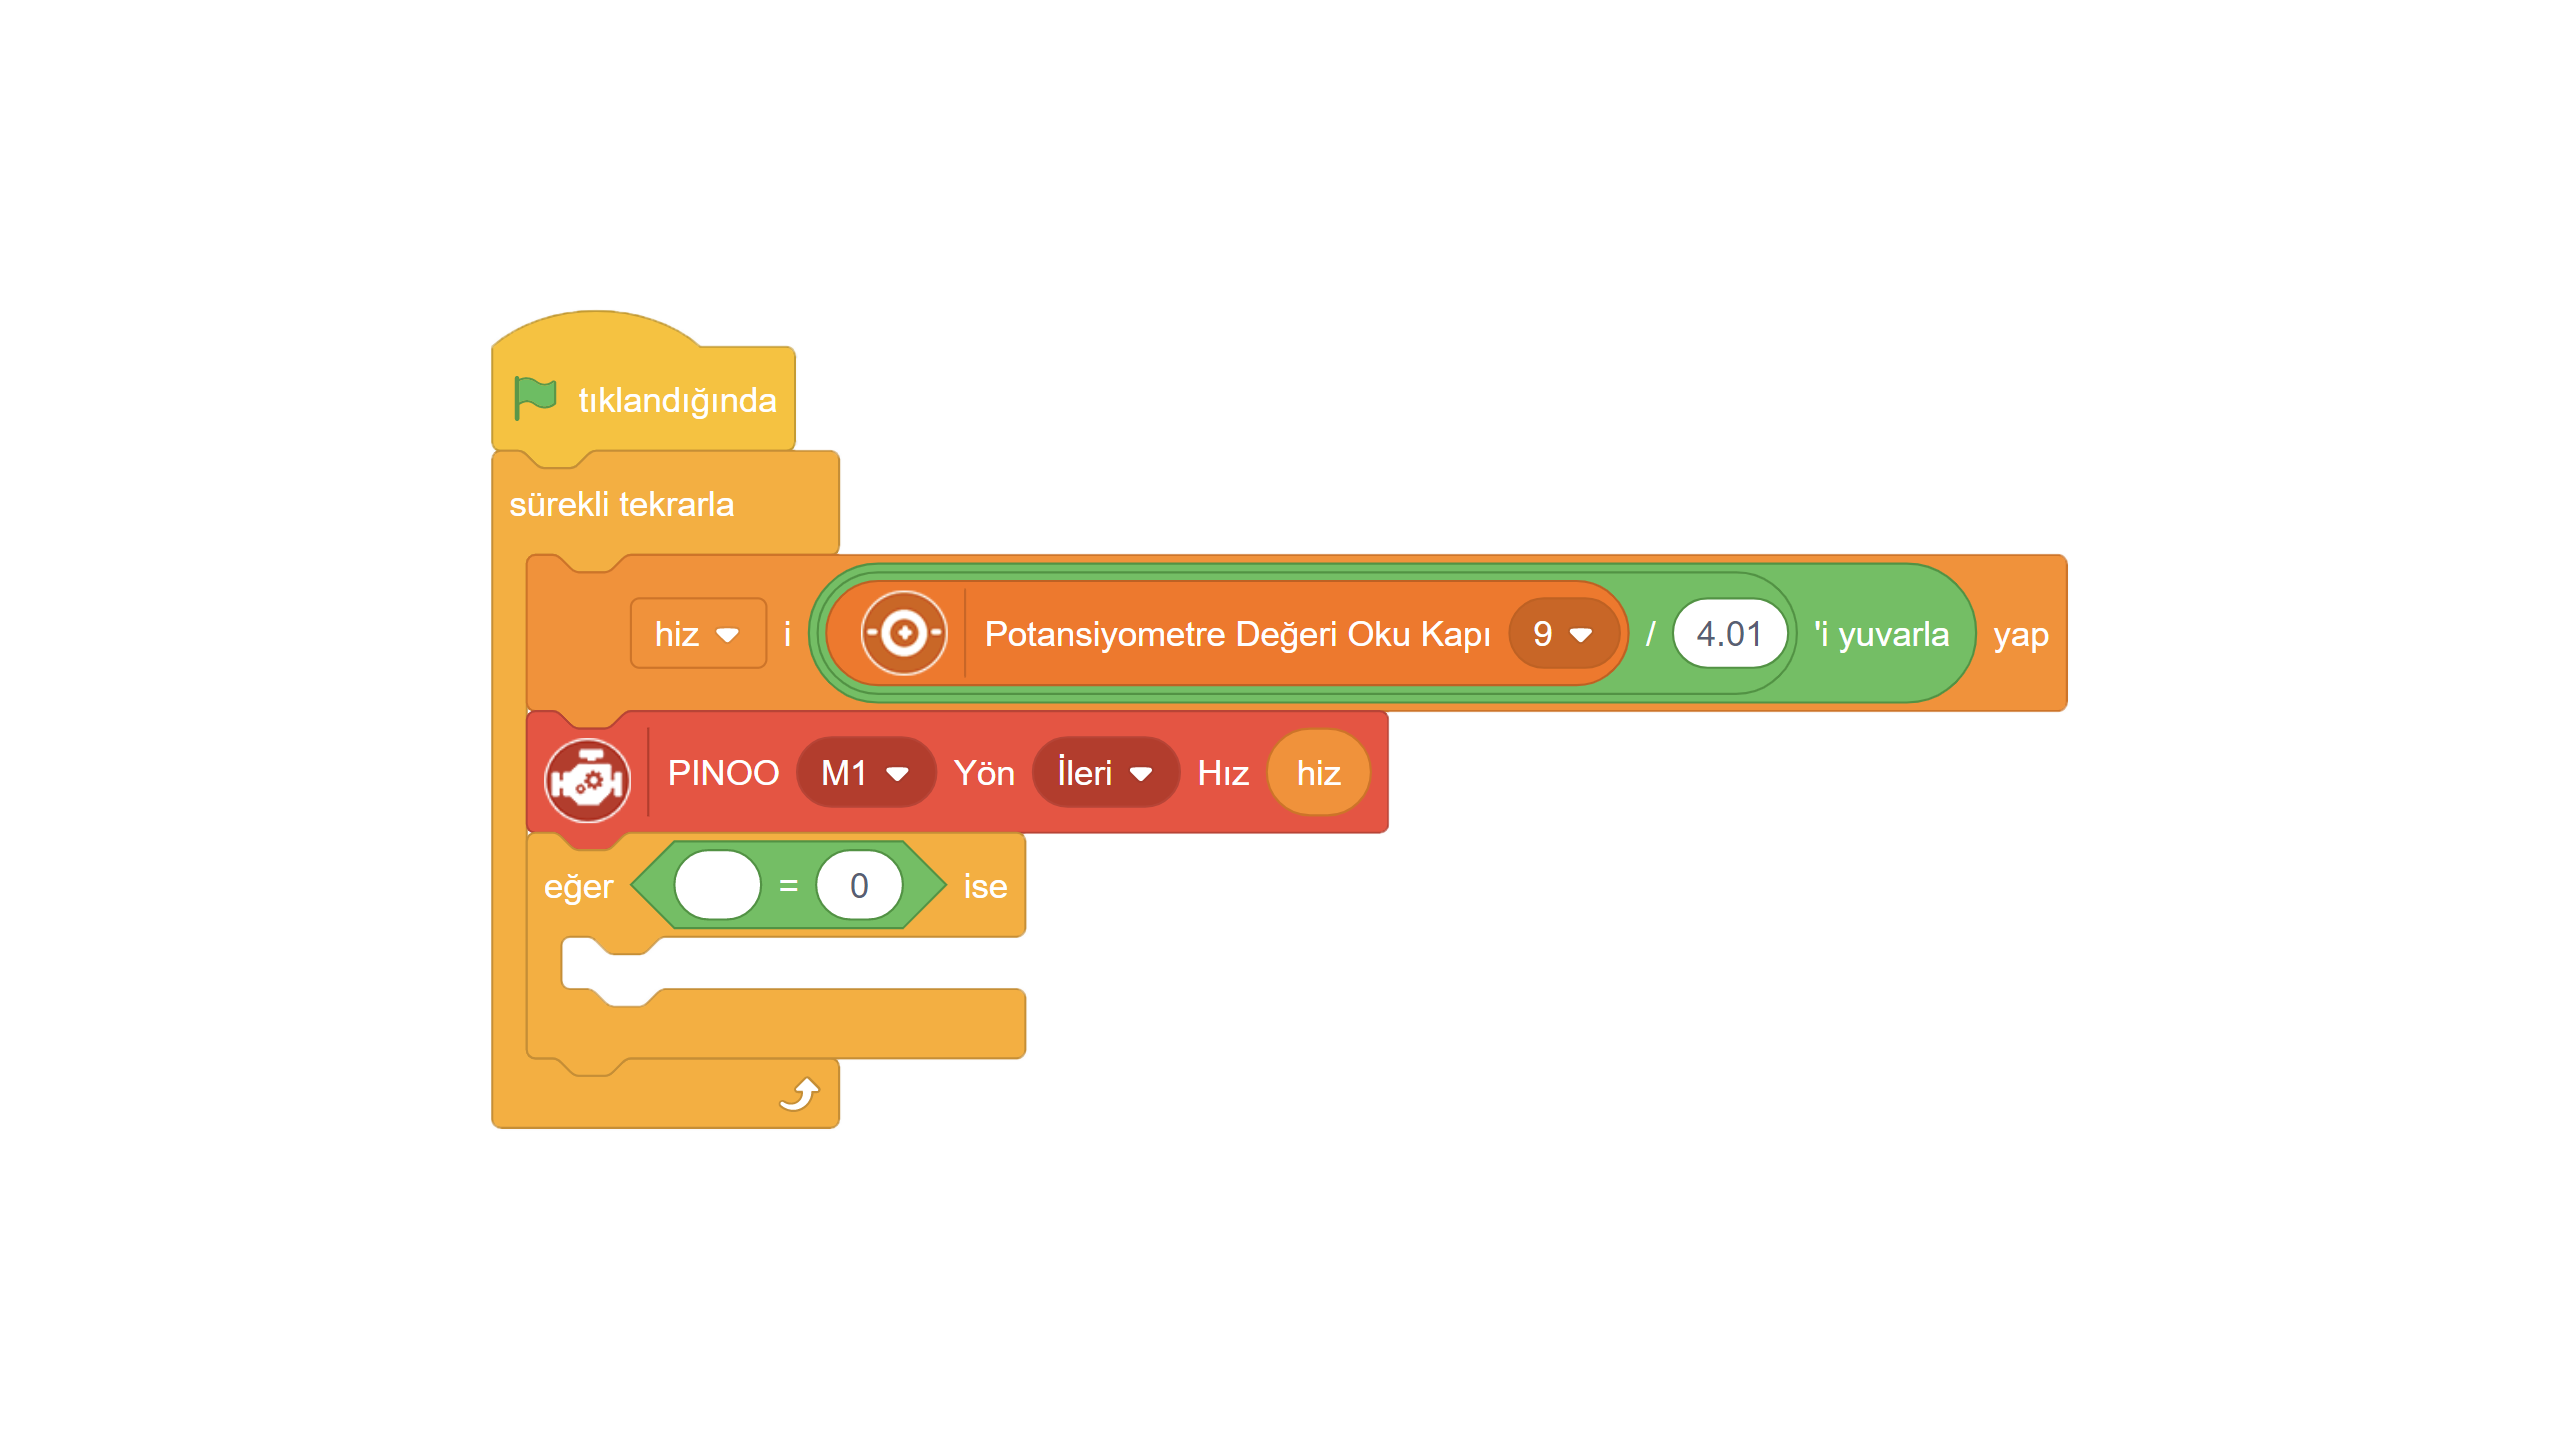 tıklandığında
sürekli tekrarla
hiz i Potansiyometre Değeri Oku Kapı 9 / 4.01 'i yuvarla yap
PINOO M1 Yön İleri Hız hiz
eğer = 0 ise